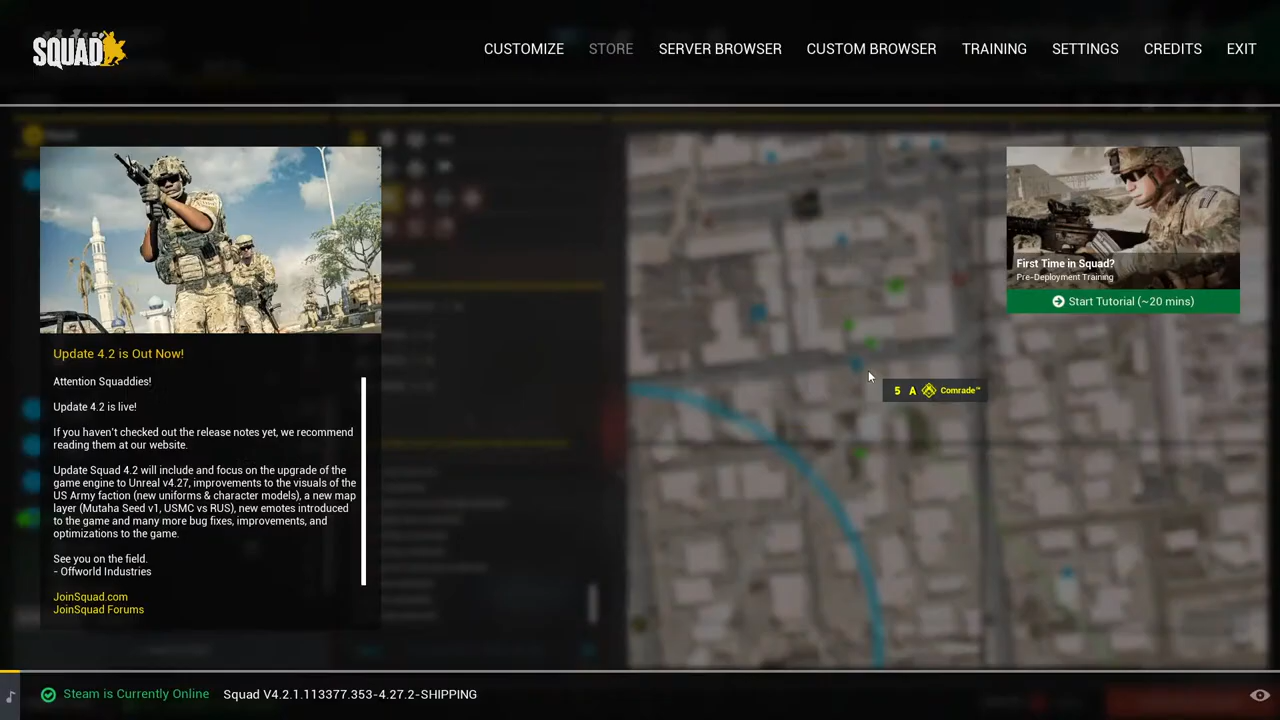 SQUAD
CUSTOMIZE STORE SERVER BROWSER CUSTOM BROWSER TRAINING SETTINGS CREDITS EXIT
First Time in Squad?
Pre-Deployment Training
Start Tutorial (~20 mins)
Update 4.2 is Out Now!
Attention Squaddies!
Update 4.2 is live!
If you haven't checked out the release notes yet, we recommend
reading them at our website.
Update Squad 4.2 will include and focus on the upgrade of the
game engine to Unreal v4.27, improvements to the visuals of the
US Army faction (new uniforms & character models), a new map
layer (Mutaha Seed v1, USMC vs RUS), new emotes introduced
to the game and many more bug fixes, improvements, and
optimizations to the game.
See you on the field.
- Offworld Industries
JoinSquad.com
JoinSquad Forums
5 A Comrade™
Steam is Currently Online Squad V4.2.1.113377.353-4.27.2-SHIPPING